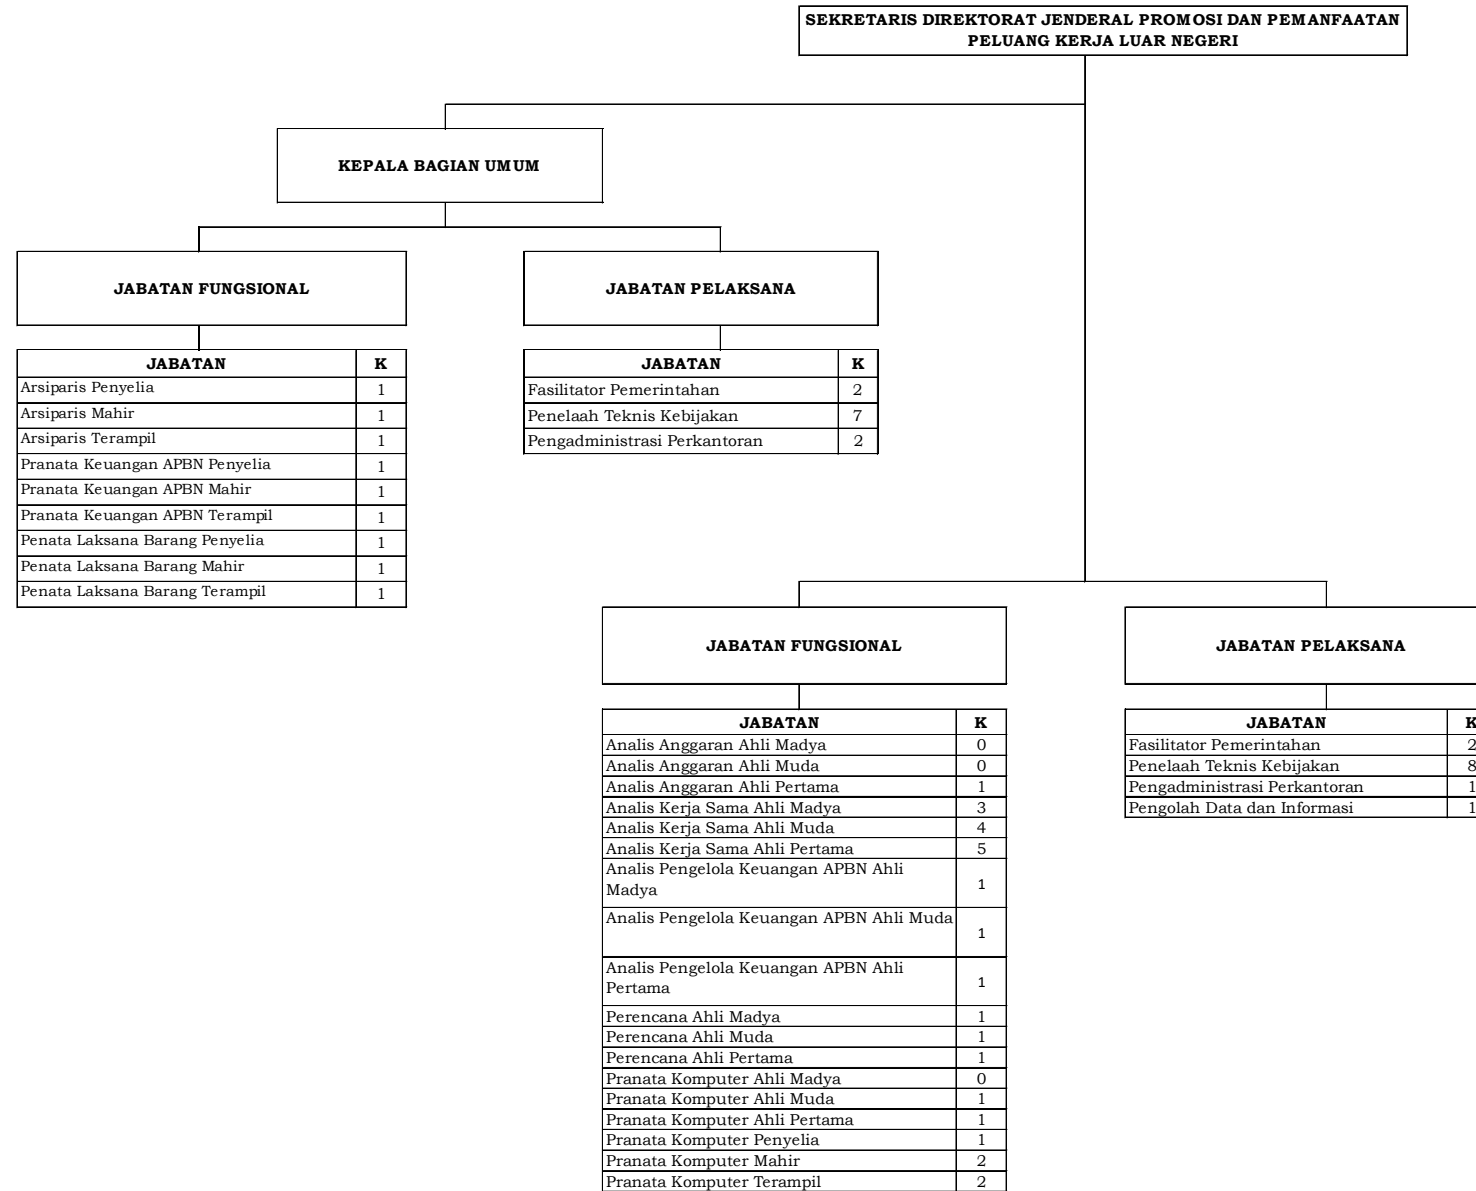 SEKRETARIS DIREKTORAT JENDERAL PROMOSI DAN PEMANFAATAN
PELUANG KERJA LUAR NEGERI
KEPALA BAGIAN UMUM
JABATAN FUNGSIONAL
JABATAN K
Arsiparis Penyelia 1
Arsiparis Mahir 1
Arsiparis Terampil 1
Pranata Keuangan APBN Penyelia 1
Pranata Keuangan APBN Mahir 1
Pranata Keuangan APBN Terampil 1
Penata Laksana Barang Penyelia 1
Penata Laksana Barang Mahir 1
Penata Laksana Barang Terampil 1
JABATAN PELAKSANA
JABATAN K
Fasilitator Pemerintahan 2
Penelaah Teknis Kebijakan 7
Pengadministrasi Perkantoran 2
JABATAN FUNGSIONAL
JABATAN K
Analis Anggaran Ahli Madya 0
Analis Anggaran Ahli Muda 0
Analis Anggaran Ahli Pertama 1
Analis Kerja Sama Ahli Madya 3
Analis Kerja Sama Ahli Muda 4
Analis Kerja Sama Ahli Pertama 5
Analis Pengelola Keuangan APBN Ahli
Madya 1
Analis Pengelola Keuangan APBN Ahli Muda 1
Analis Pengelola Keuangan APBN Ahli
Pertama 1
Perencana Ahli Madya 1
Perencana Ahli Muda 1
Perencana Ahli Pertama 1
Pranata Komputer Ahli Madya 0
Pranata Komputer Ahli Muda 1
Pranata Komputer Ahli Pertama 1
Pranata Komputer Penyelia 1
Pranata Komputer Mahir 2
Pranata Komputer Terampil 2
JABATAN PELAKSANA
JABATAN K
Fasilitator Pemerintahan 2
Penelaah Teknis Kebijakan 8
Pengadministrasi Perkantoran 1
Pengolah Data dan Informasi 1